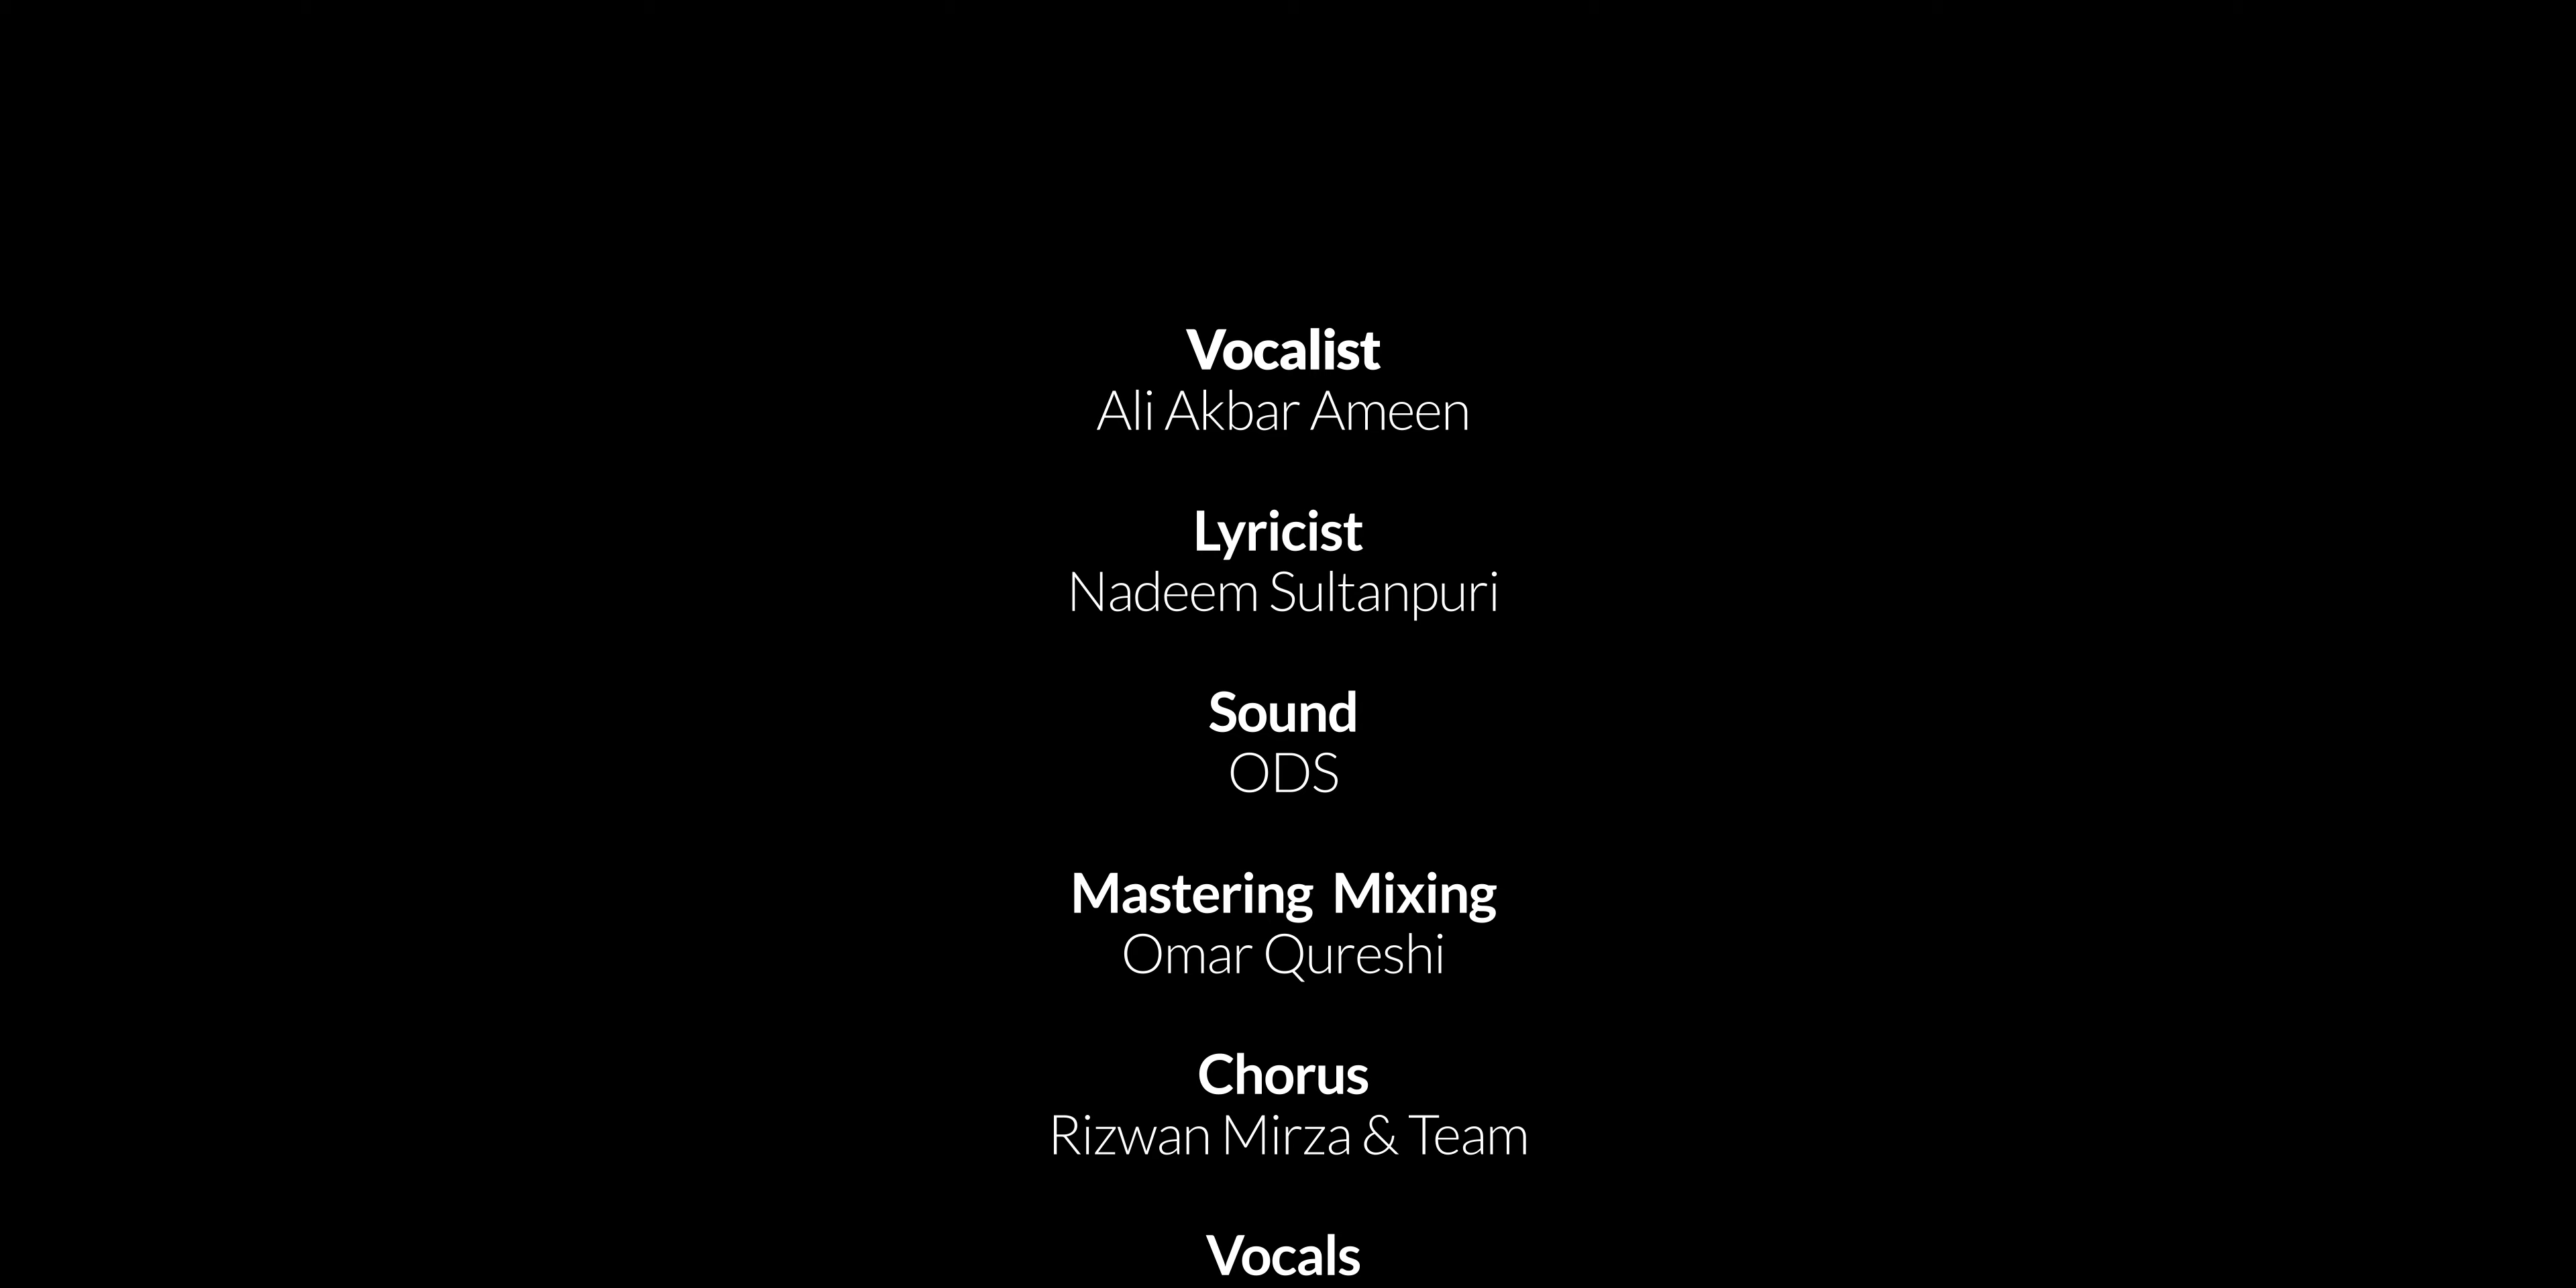 Vocalist
Ali Akbar Ameen
Lyricist
Nadeem Sultanpuri
Sound
ODS
Mastering  Mixing
Omar Qureshi
Chorus
Rizwan Mirza & Team
Vocals